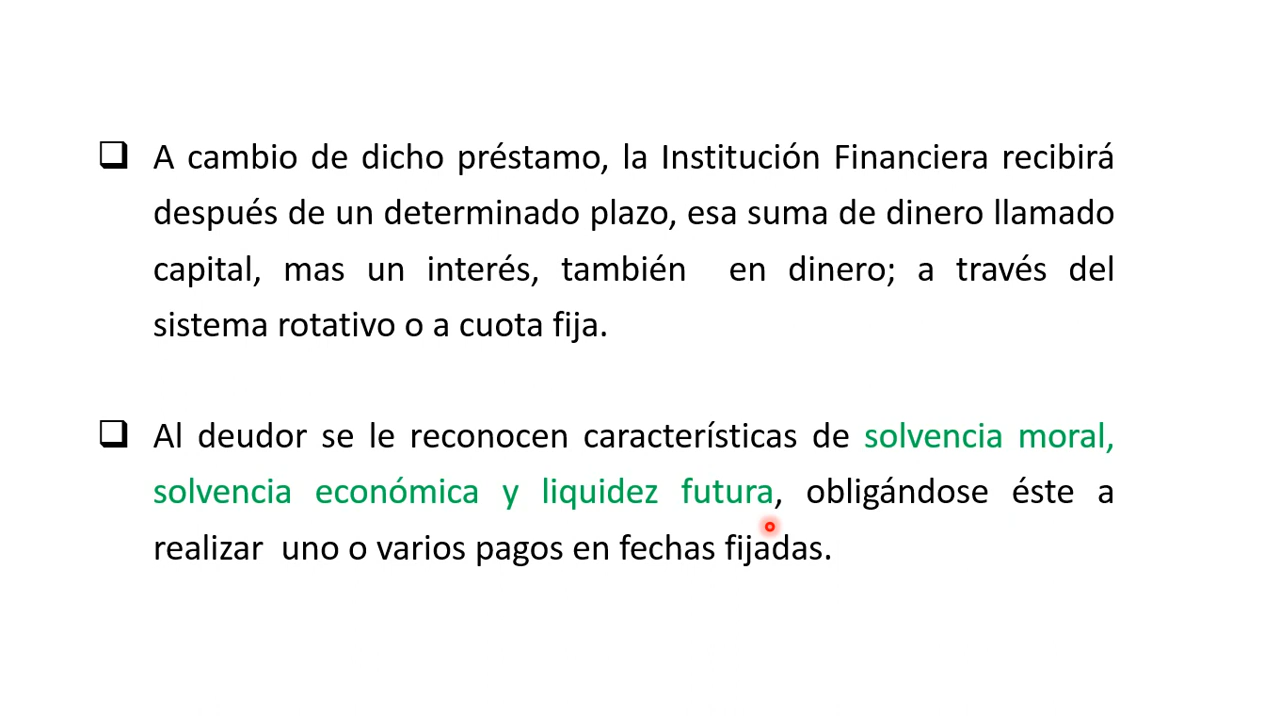 ❑ A cambio de dicho préstamo, la Institución Financiera recibirá
después de un determinado plazo, esa suma de dinero llamado
capital, mas un interés, también  en dinero; a través del
sistema rotativo o a cuota fija.
❑ Al deudor se le reconocen características de solvencia moral,
solvencia económica y liquidez futura, obligándose éste a
realizar  uno o varios pagos en fechas fijadas.